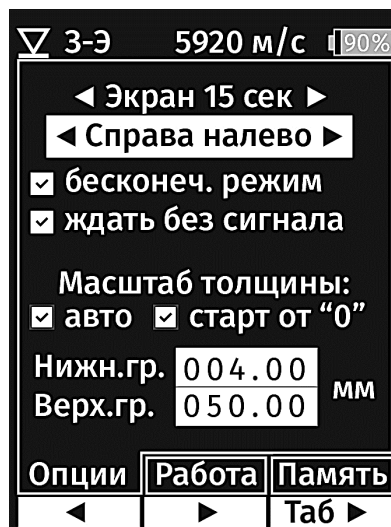 З-Э 5920 м/с 90%
◄ Экран 15 сек ►
◄ Справа налево ►
бесконеч. режим
ждать без сигнала
Масштаб толщины:
авто старт от “0”
Нижн.гр. 004.00
мм
Верх.гр. 050.00
Опции Работа Память
◄ ► Таб ►